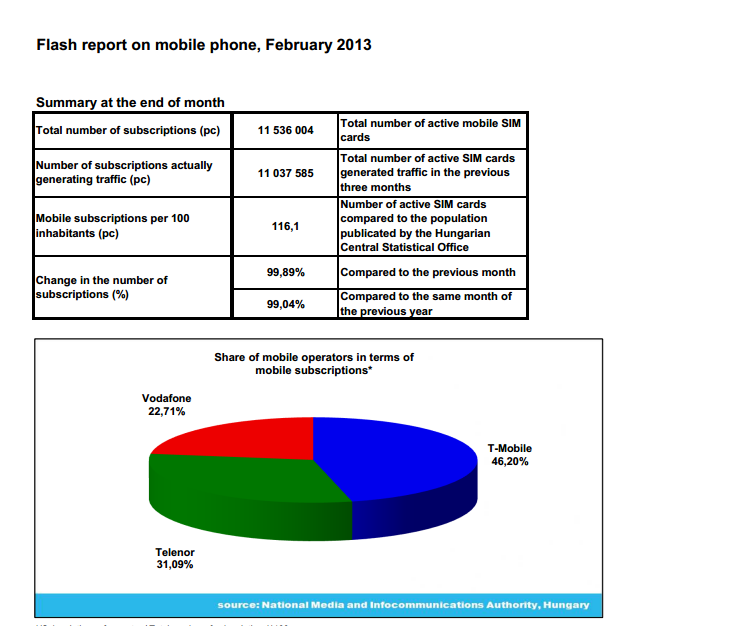 Flash report on mobile phone, February 2013
Summary at the end of month
Total number of subscriptions (pc)
11 536 004
Total number of active mobile SIM
cards
Number of subscriptions actually
generating traffic (pc)
11 037 585
Total number of active SIM cards
generated traffic in the previous
three months
Mobile subscriptions per 100
inhabitants (pc)
116,1
Number of active SIM cards
compared to the population
publicated by the Hungarian
Central Statistical Office
Change in the number of
subscriptions (%)
99,89%
Compared to the previous month
99,04%
Compared to the same month of
the previous year
Share of mobile operators in terms of
mobile subscriptions*
Vodafone
22,71%
T-Mobile
46,20%
Telenor
31,09%
source: National Media and Infocommunications Authority, Hungary